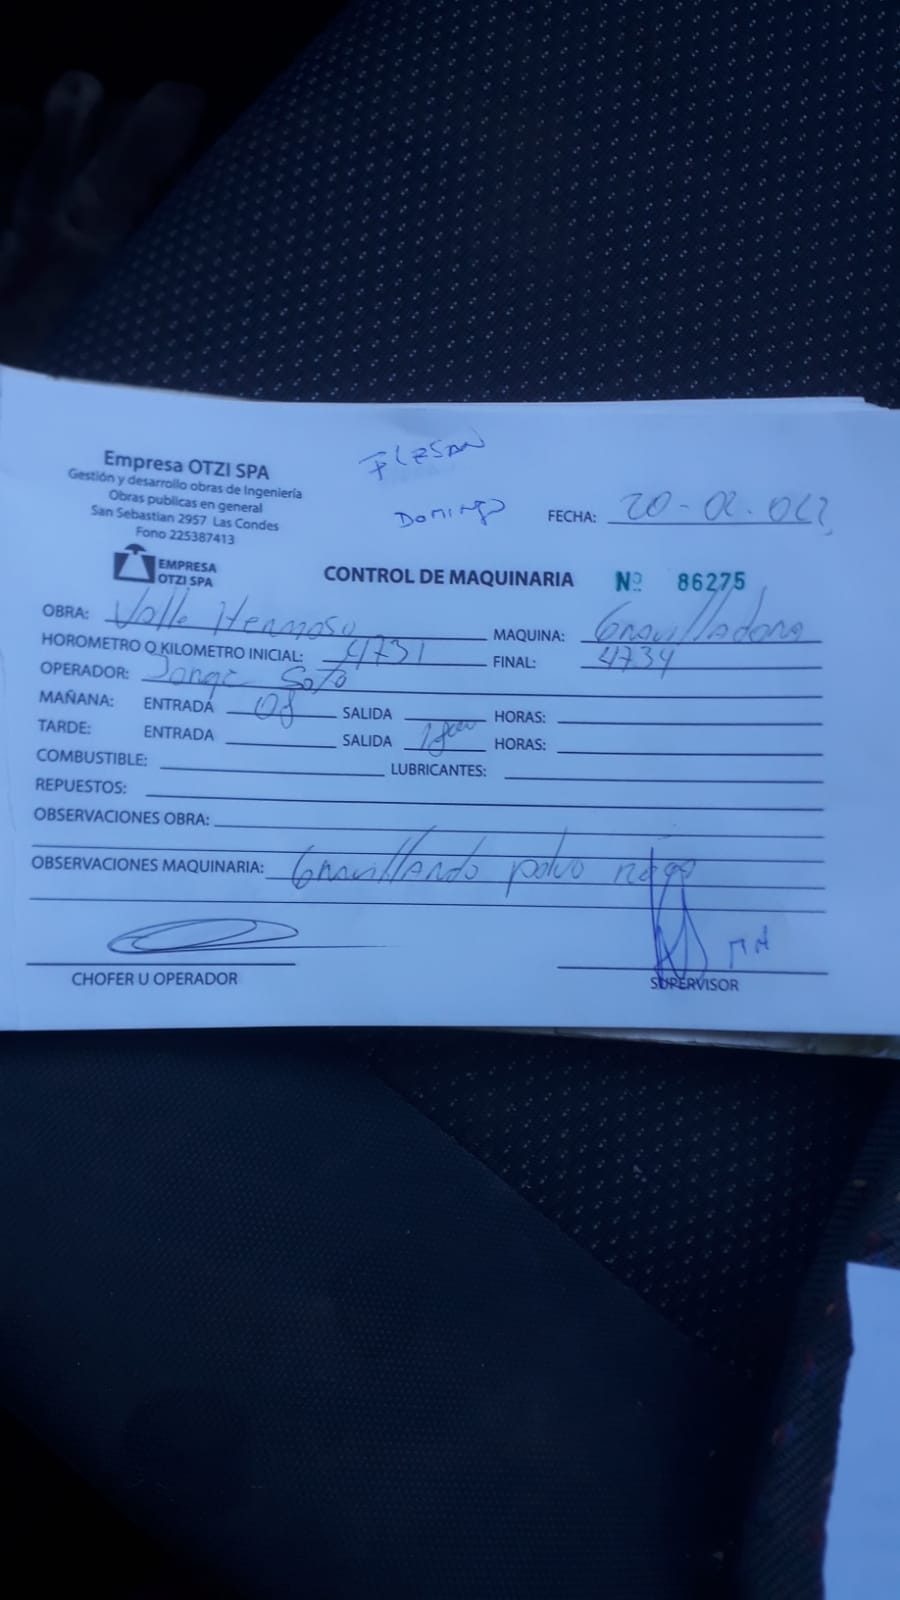 Empresa OTZI SPA
Gestión y desarrollo obras de Ingeniería
Obras publicas en general
San Sebastian 2957 Las Condes
Fono 225387413
EMPRESA
OTZI SPA
FLESAN
DOMINGO
FECHA: 20-02-022
CONTROL DE MAQUINARIA Nº 86275
OBRA: Valle Hermoso MAQUINA: Gravilladora
HOROMETRO O KILOMETRO INICIAL: 4731 FINAL: 4734
OPERADOR: Jorge Soto
MAÑANA: ENTRADA 08 SALIDA HORAS:
TARDE: ENTRADA SALIDA HORAS:
COMBUSTIBLE: LUBRICANTES:
REPUESTOS:
OBSERVACIONES OBRA:
OBSERVACIONES MAQUINARIA: Gravillando polvo
CHOFER U OPERADOR
SUPERVISOR